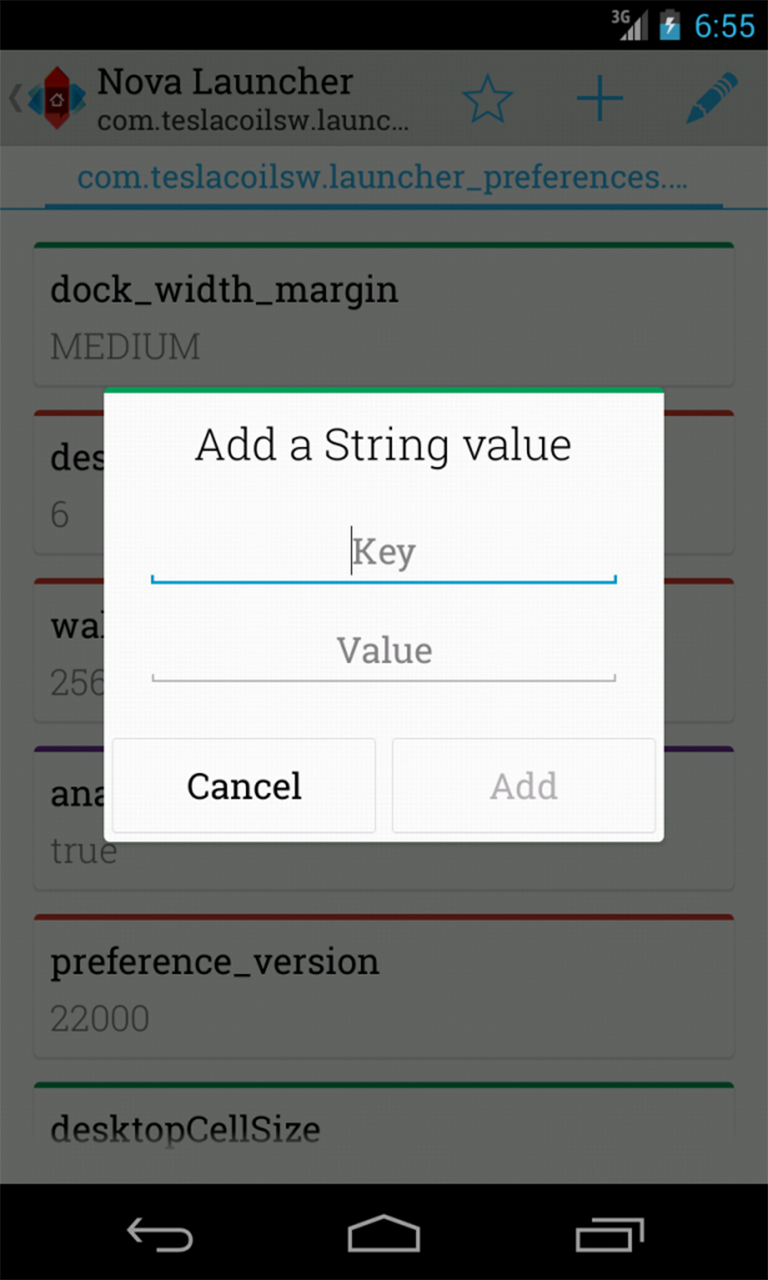 3G 6:55
Nova Launcher
com.teslacoilsw.launc...
com.teslacoilsw.launcher_preferences....
dock_width_margin
MEDIUM
Add a String value
des
6
Key
wal
Value
256
Cancel
Add
ana
true
preference_version
22000
desktopCellSize